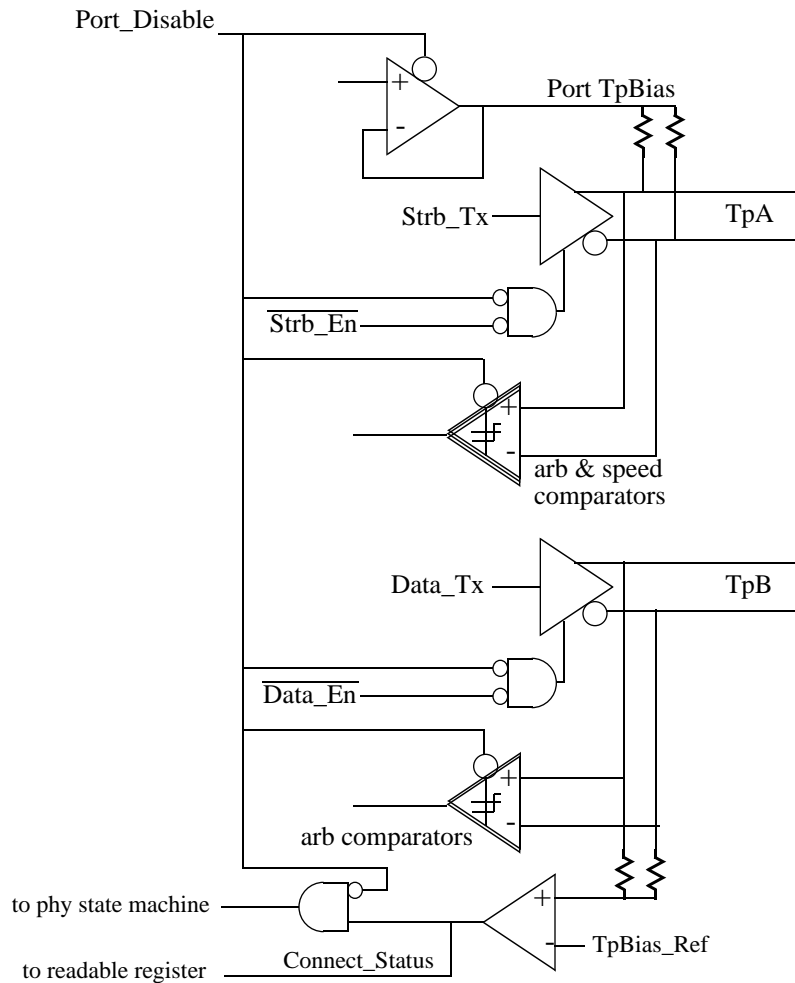 Port_Disable
+
-
Port TpBias
Strb_Tx
TpA
Strb_En
+
-
arb & speed
comparators
Data_Tx
TpB
Data_En
+
-
arb comparators
to phy state machine
+
-
TpBias_Ref
Connect_Status
to readable register